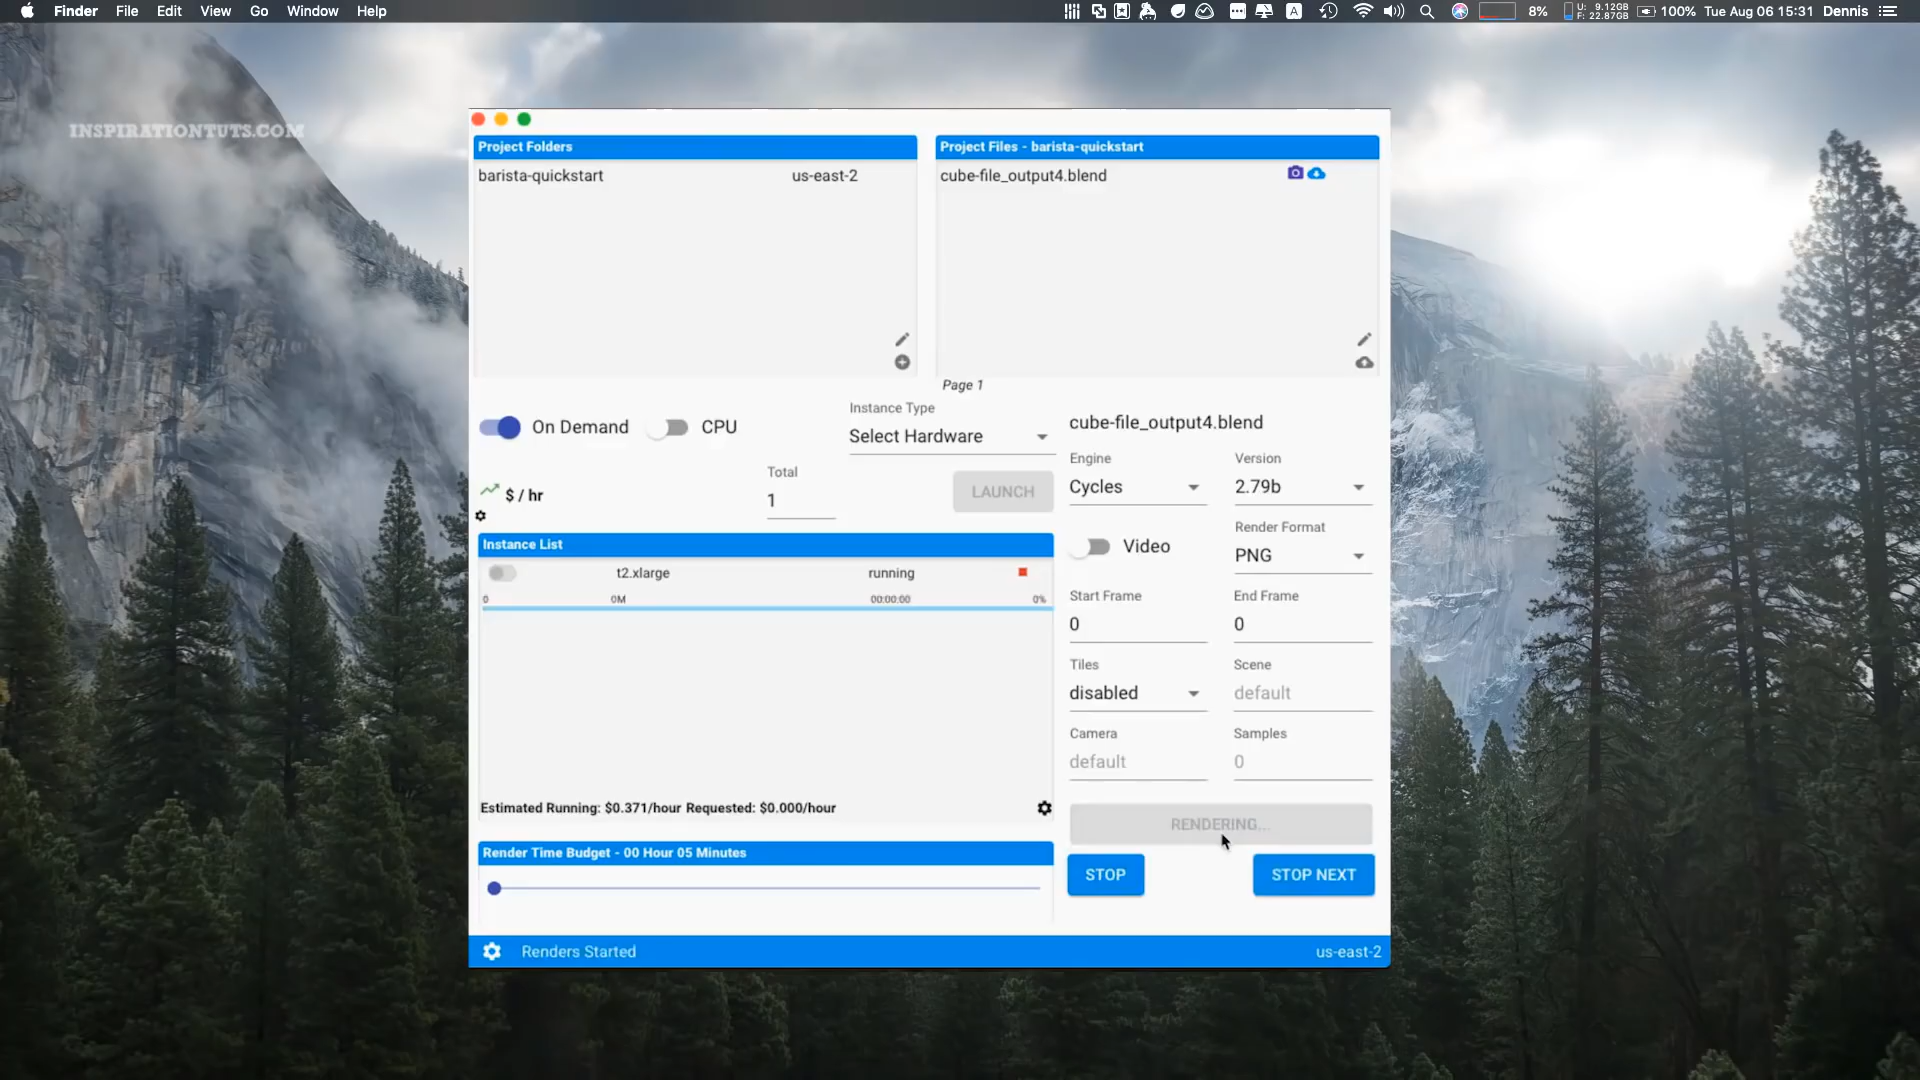 Finder File Edit View Go Window Help
A 8% U: 9.12GB F: 22.87GB 100% Tue Aug 06 15:31 Dennis
INSPIRATIONTUTS.COM
Project Folders
barista-quickstart us-east-2
Project Files - barista-quickstart
cube-file_output4.blend
Page 1
On Demand CPU
Instance Type
Select Hardware
$ / hr
Total
1
LAUNCH
Instance List
t2.xlarge running
0 0M 00:00:00 0%
Estimated Running: $0.371/hour Requested: $0.000/hour
Render Time Budget - 00 Hour 05 Minutes
cube-file_output4.blend
Engine Version
Cycles 2.79b
Video
Render Format
PNG
Start Frame End Frame
0 0
Tiles Scene
disabled default
Camera Samples
default 0
RENDERING...
STOP STOP NEXT
Renders Started us-east-2